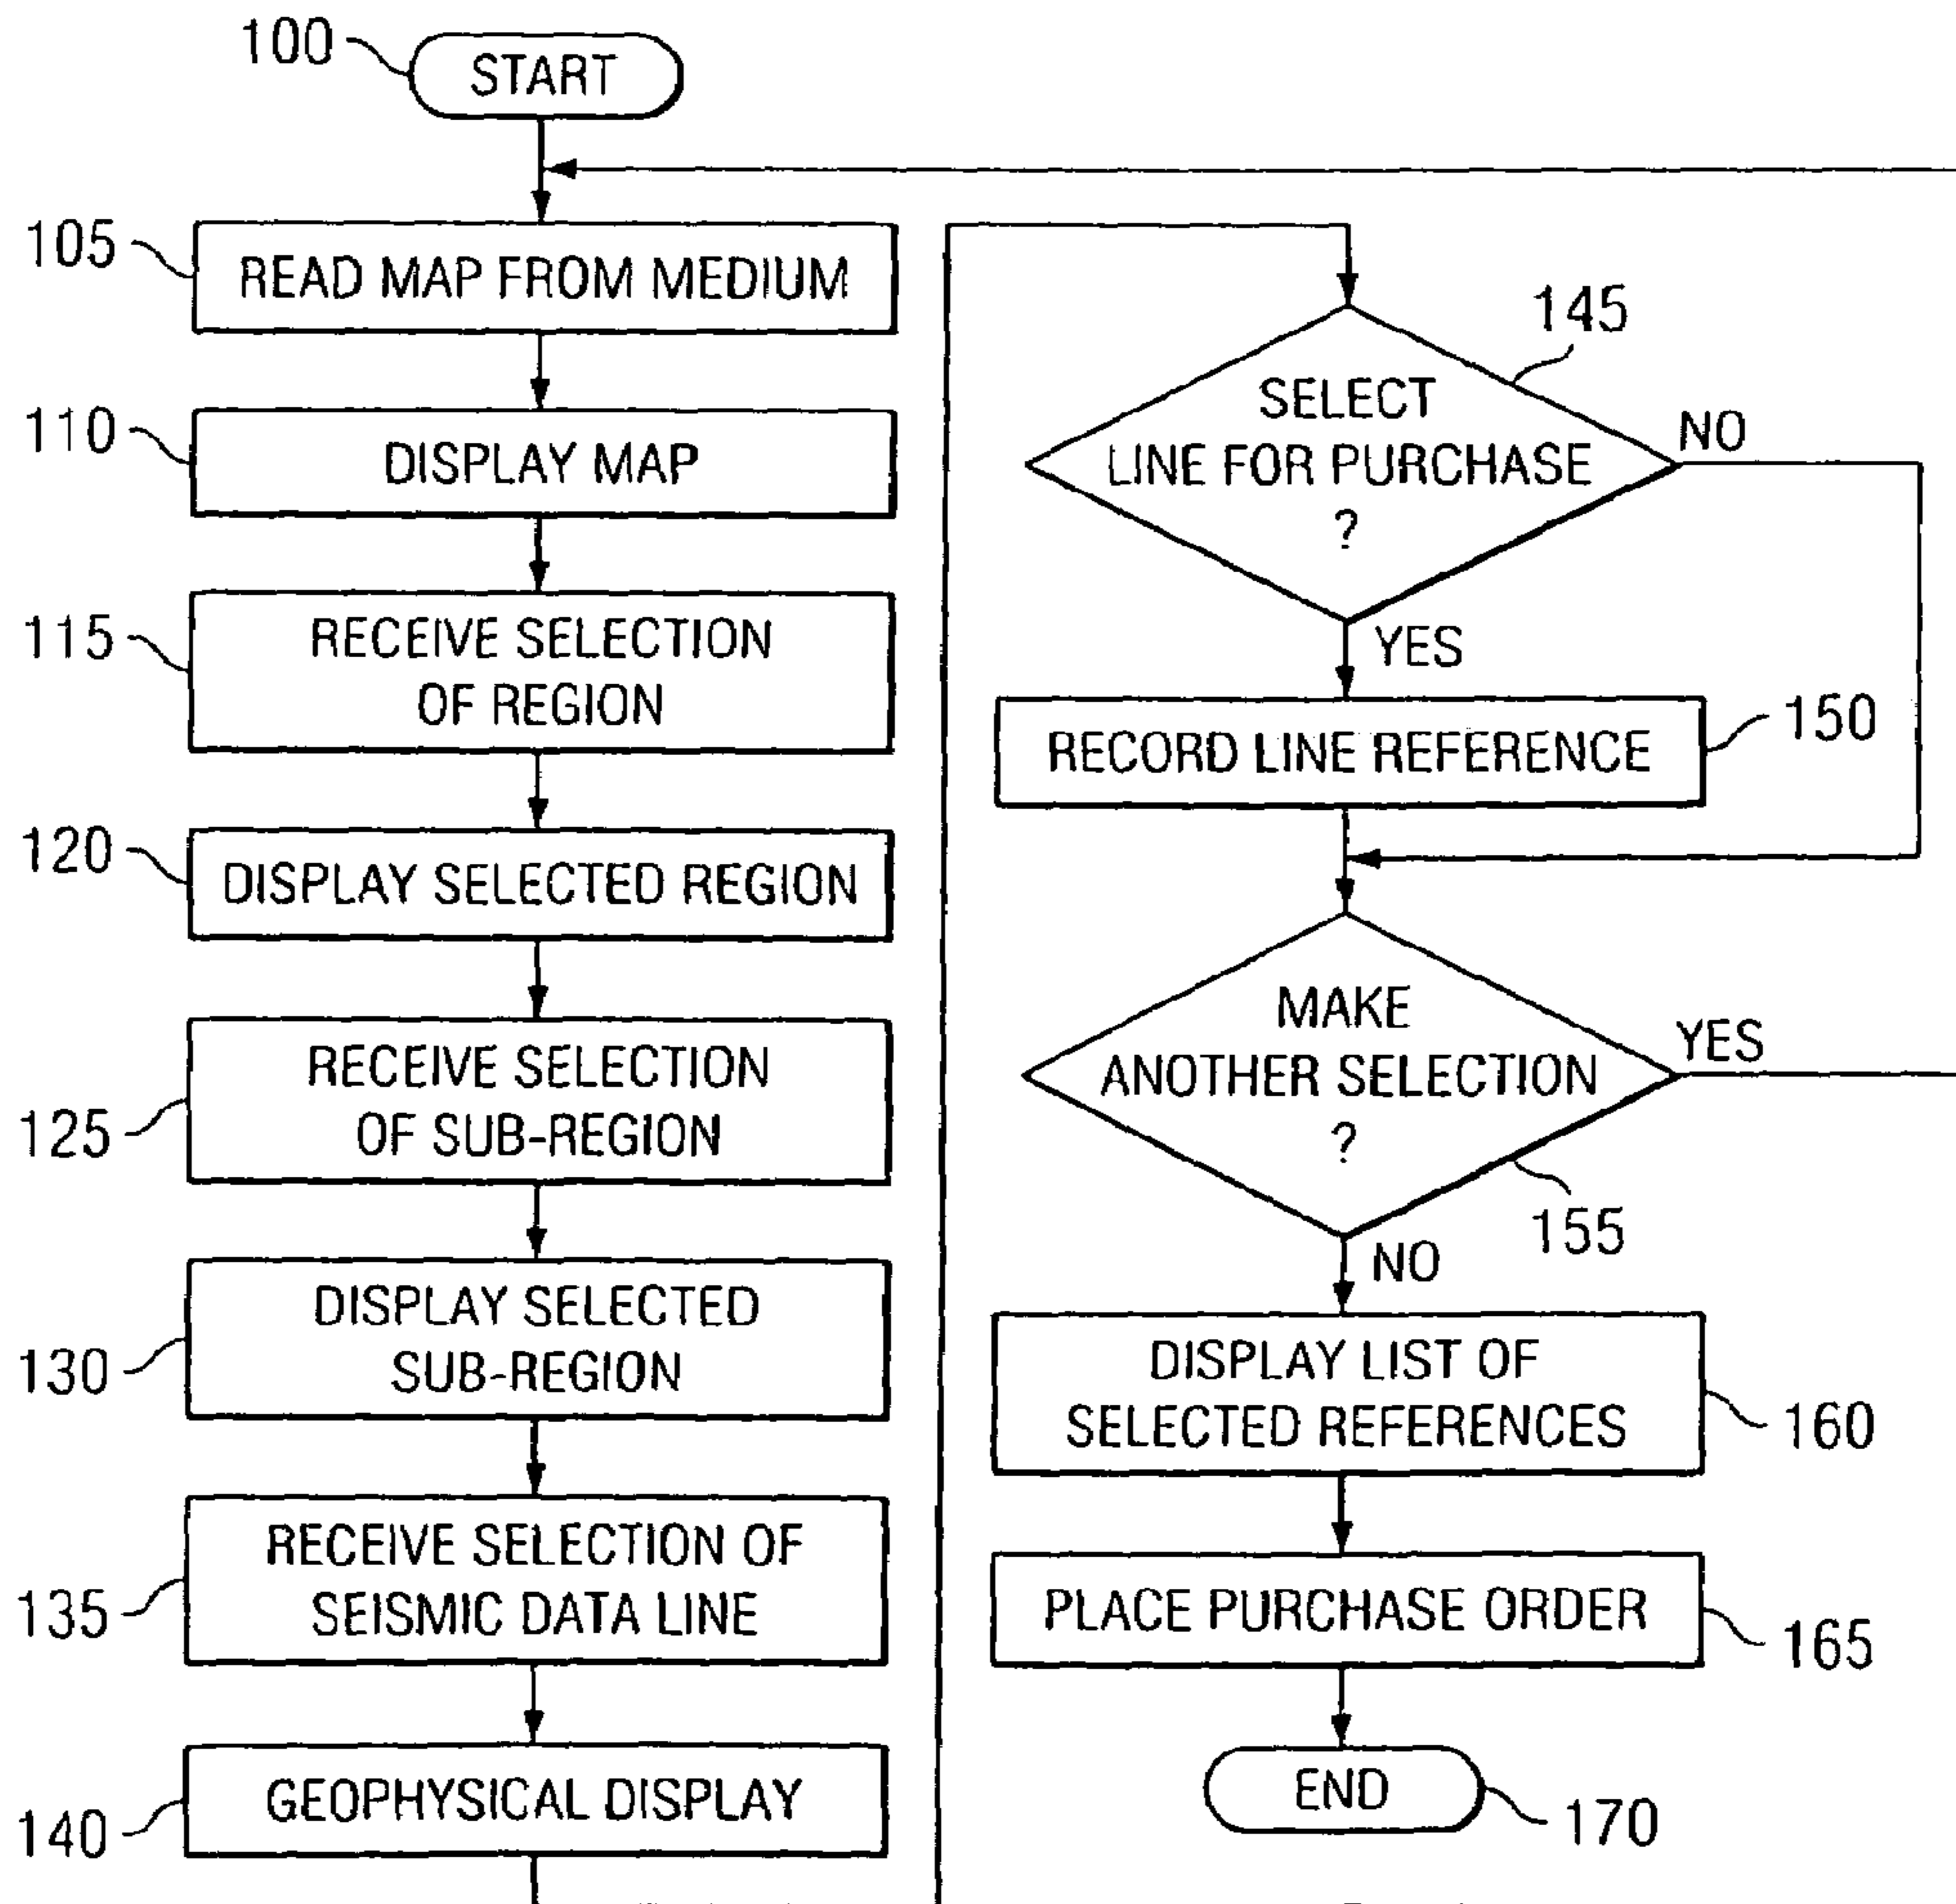 100
START
105
READ MAP FROM MEDIUM
110
DISPLAY MAP
115
RECEIVE SELECTION
OF REGION
120
DISPLAY SELECTED REGION
125
RECEIVE SELECTION
OF SUB-REGION
130
DISPLAY SELECTED
SUB-REGION
135
RECEIVE SELECTION OF
SEISMIC DATA LINE
140
GEOPHYSICAL DISPLAY
145
SELECT
LINE FOR PURCHASE
?
NO
YES
150
RECORD LINE REFERENCE
MAKE
ANOTHER SELECTION
?
YES
155
NO
DISPLAY LIST OF
SELECTED REFERENCES
160
PLACE PURCHASE ORDER
165
END
170